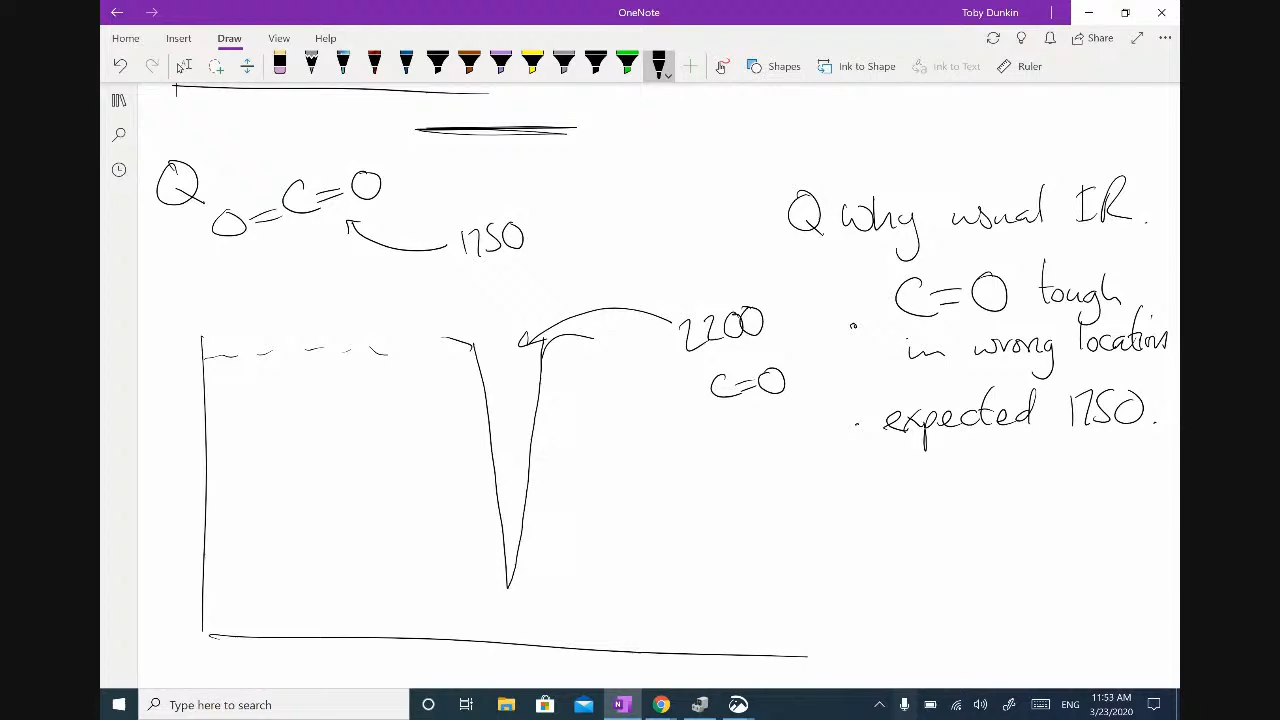 OneNote
Toby Dunkin
Home Insert Draw View Help
Share
Shapes Ink to Shape Ink to Text Ruler
Q O=C=O
1750
Q why usual IR.
C=O tough
in wrong locations
· expected 1750.
2200
C=O
Type here to search
ENG
11:53 AM
3/23/2020